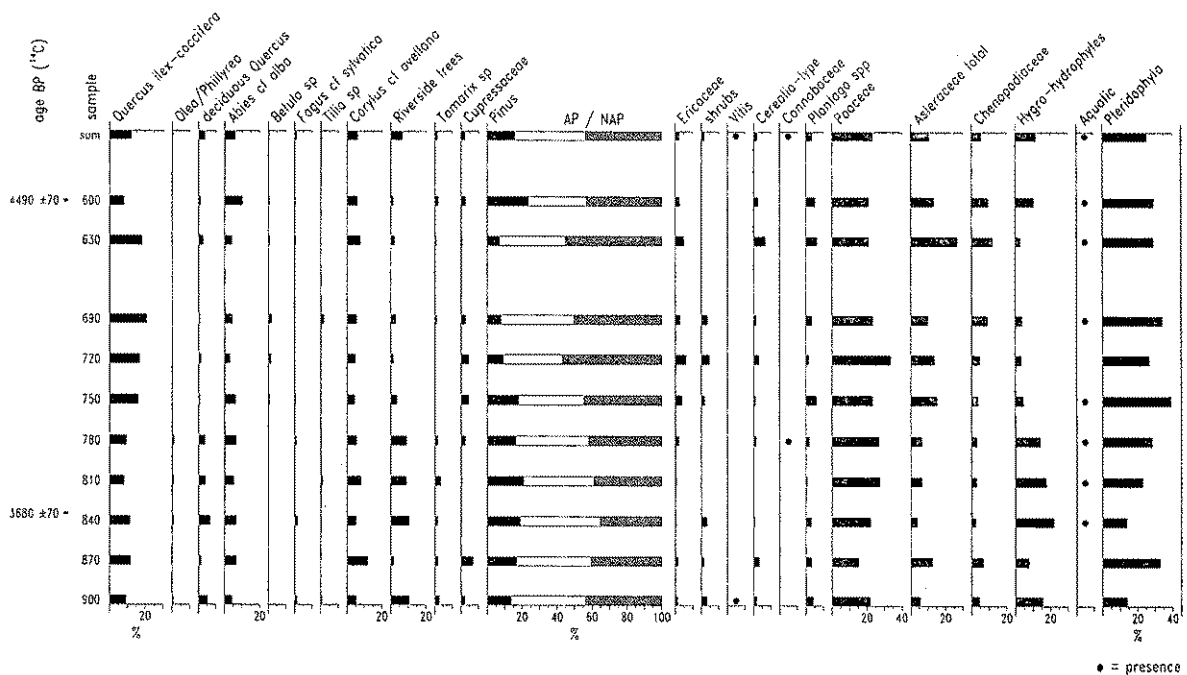 age BP (¹⁴C)
sample
Quercus ilex-coccifera
Olea/Phillyrea
deciduous Quercus
Abies cf alba
Betula sp
Fagus cf sylvatica
Tilia sp
Corylus cf avellana
Riverside trees
Tamarix sp
Cupressaceae
Pinus
AP / NAP
Ericaceae
shrubs
Vitis
Cerealia-type
Cannabaceae
Plantago spp
Poaceae
Asteraceae total
Chenopodiaceae
Hygro-hydrophytes
Aquatic
Pteridophyta
sum
4490 ±70 - 600
630
690
720
750
780
810
3680 ±70 -
840
870
900
20 20 20 20 20 40 60 80 100 20 40 20 20 20 40
% % %
• = presence